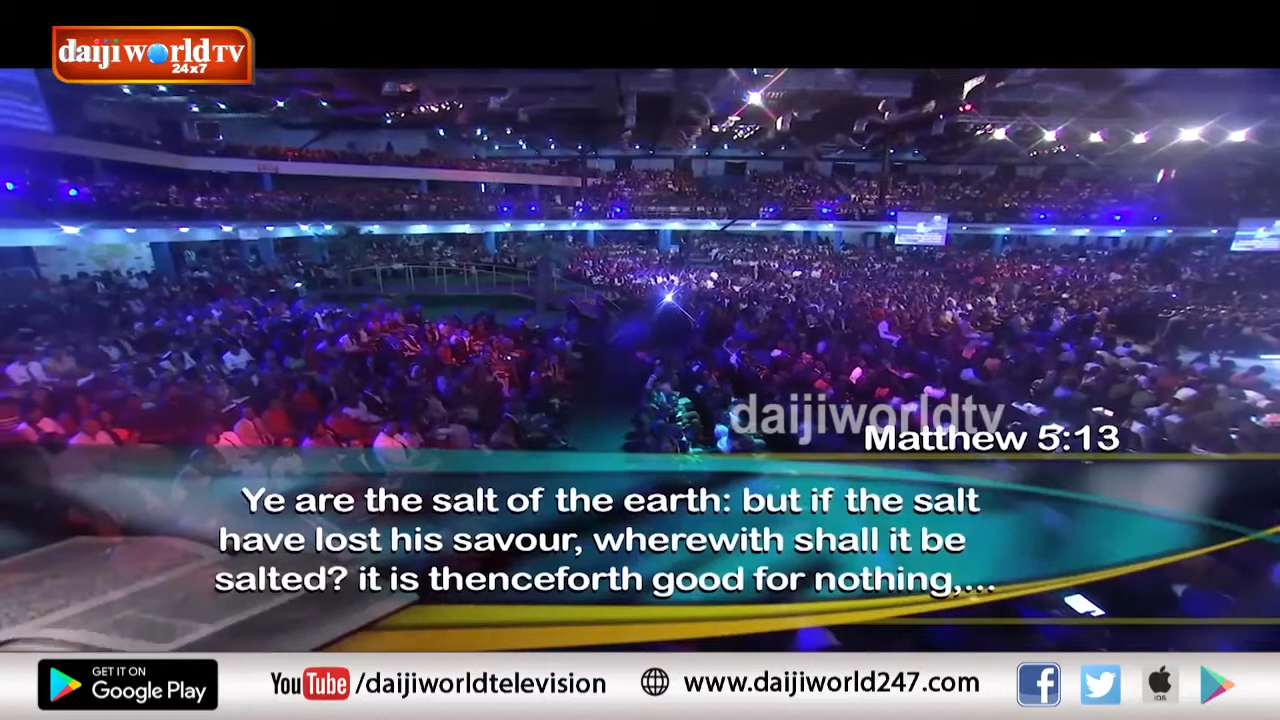 daijiworldTV
24x7
daijiworldtv
Matthew 5:13
Ye are the salt of the earth: but if the salt
have lost his savour, wherewith shall it be
salted? it is thenceforth good for nothing,...
GET IT ON
Google Play
YouTube /daijiworldtelevision
www.daijiworld247.com
iOS